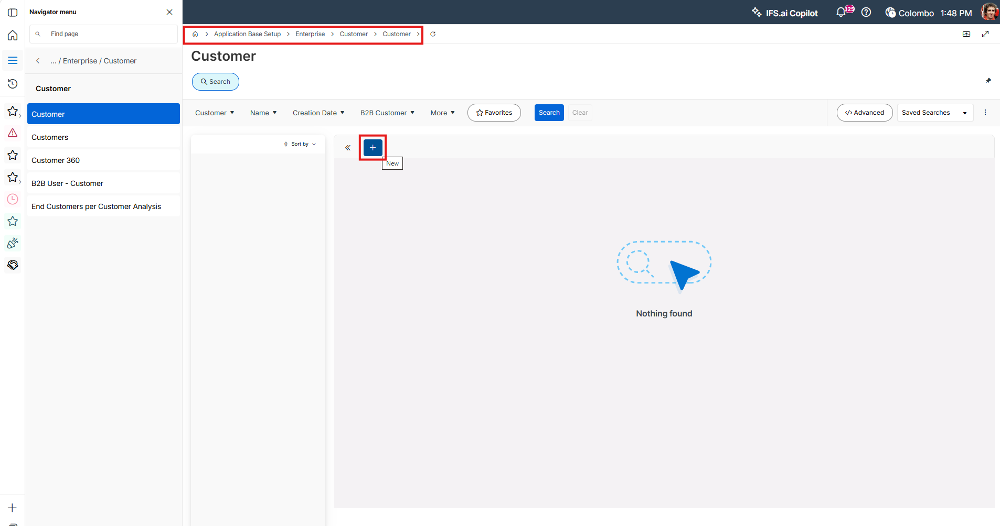 Navigator menu
IFS.ai Copilot
125
Colombo 1:48 PM
Find page
Application Base Setup
Enterprise
Customer
Customer
... / Enterprise / Customer
Customer
Search
Customer
Customer
Customers
Customer 360
B2B User - Customer
End Customers per Customer Analysis
Customer
Name
Creation Date
B2B Customer
More
Favorites
Search
Clear
</> Advanced
Saved Searches
Sort by
New
Nothing found